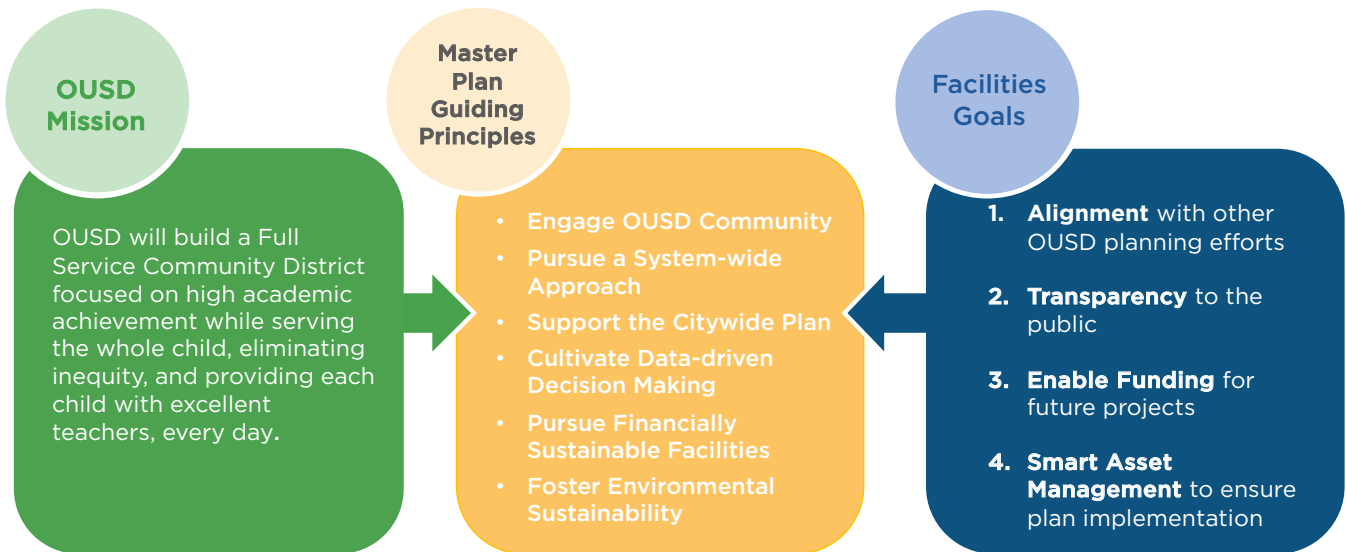 OUSD
Mission
OUSD will build a Full
Service Community District
focused on high academic
achievement while serving
the whole child, eliminating
inequity, and providing each
child with excellent
teachers, every day.
Master
Plan
Guiding
Principles
• Engage OUSD Community
• Pursue a System-wide
Approach
• Support the Citywide Plan
• Cultivate Data-driven
Decision Making
• Pursue Financially
Sustainable Facilities
• Foster Environmental
Sustainability
Facilities
Goals
1. Alignment with other
OUSD planning efforts
2. Transparency to the
public
3. Enable Funding for
future projects
4. Smart Asset
Management to ensure
plan implementation